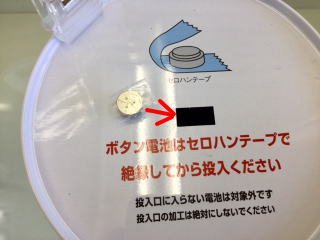 セロハンテープ
ボタン電池はセロハンテープで
絶縁してから投入ください
投入口に入らない電池は対象外です
投入口の加工は絶対にしないでください